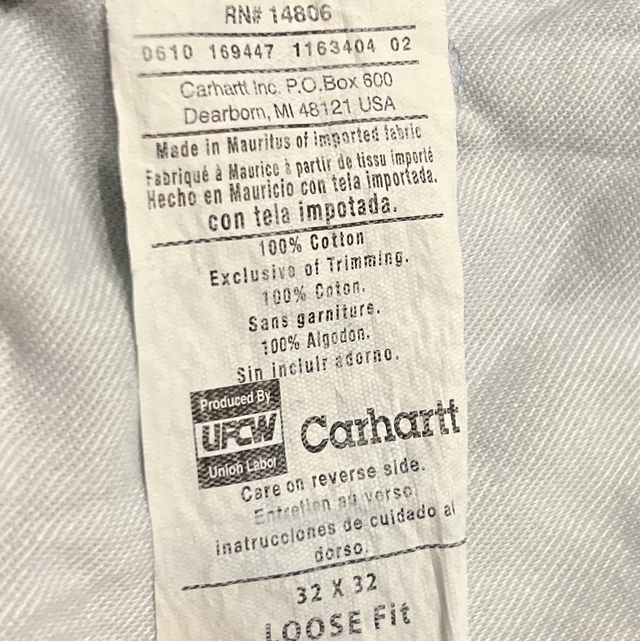 RN# 14806
0610 169447 1163404 02
Carhartt Inc. P.O.Box 600
Dearborn, MI 48121 USA
Made in Mauritus of imported fabric
Fabriqué à Maurice à partir de tissu importé
Hecho en Mauricio con tela importada.
con tela impotada.
100% Cotton
Exclusive of Trimming.
100% Coton.
Sans garniture.
100% Algodon.
Sin incluir adorno.
Produced By
UFCW
Union Labor
Carhartt
Care on reverse side.
Entretien au verso
inatrucciones de cuidado al
dorso.
32 X 32
LOOSE Fit